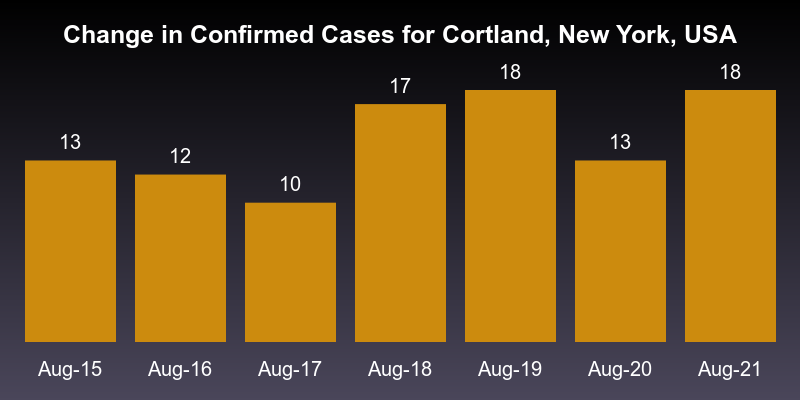 Change in Confirmed Cases for Cortland, New York, USA
13
12
10
17
18
13
18
Aug-15
Aug-16
Aug-17
Aug-18
Aug-19
Aug-20
Aug-21